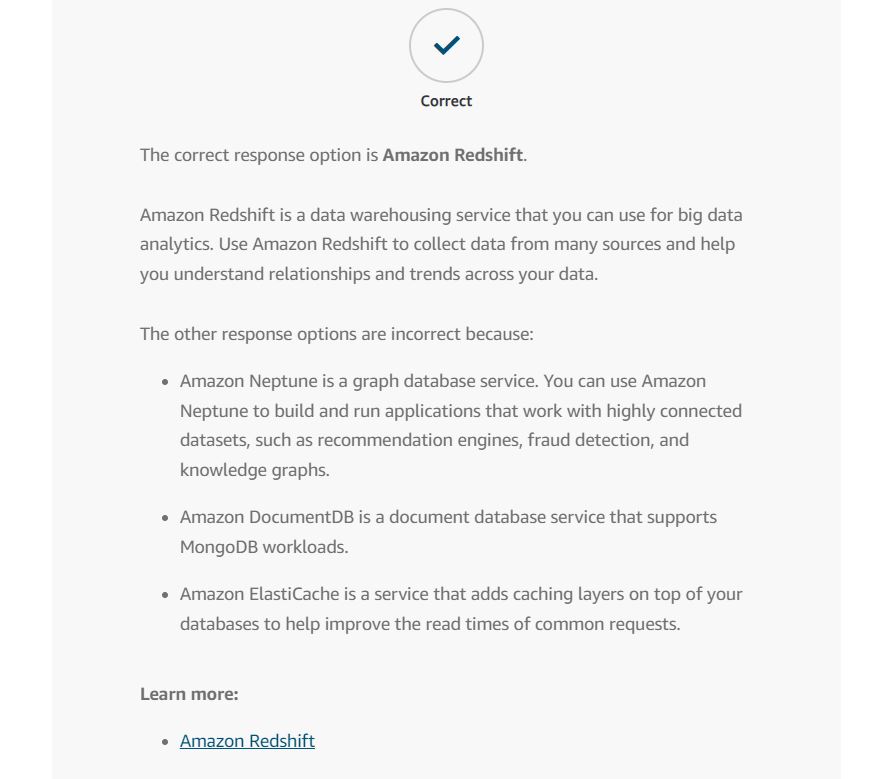 Correct
The correct response option is Amazon Redshift.
Amazon Redshift is a data warehousing service that you can use for big data
analytics. Use Amazon Redshift to collect data from many sources and help
you understand relationships and trends across your data.
The other response options are incorrect because:
• Amazon Neptune is a graph database service. You can use Amazon
Neptune to build and run applications that work with highly connected
datasets, such as recommendation engines, fraud detection, and
knowledge graphs.
• Amazon DocumentDB is a document database service that supports
MongoDB workloads.
• Amazon ElastiCache is a service that adds caching layers on top of your
databases to help improve the read times of common requests.
Learn more:
• Amazon Redshift